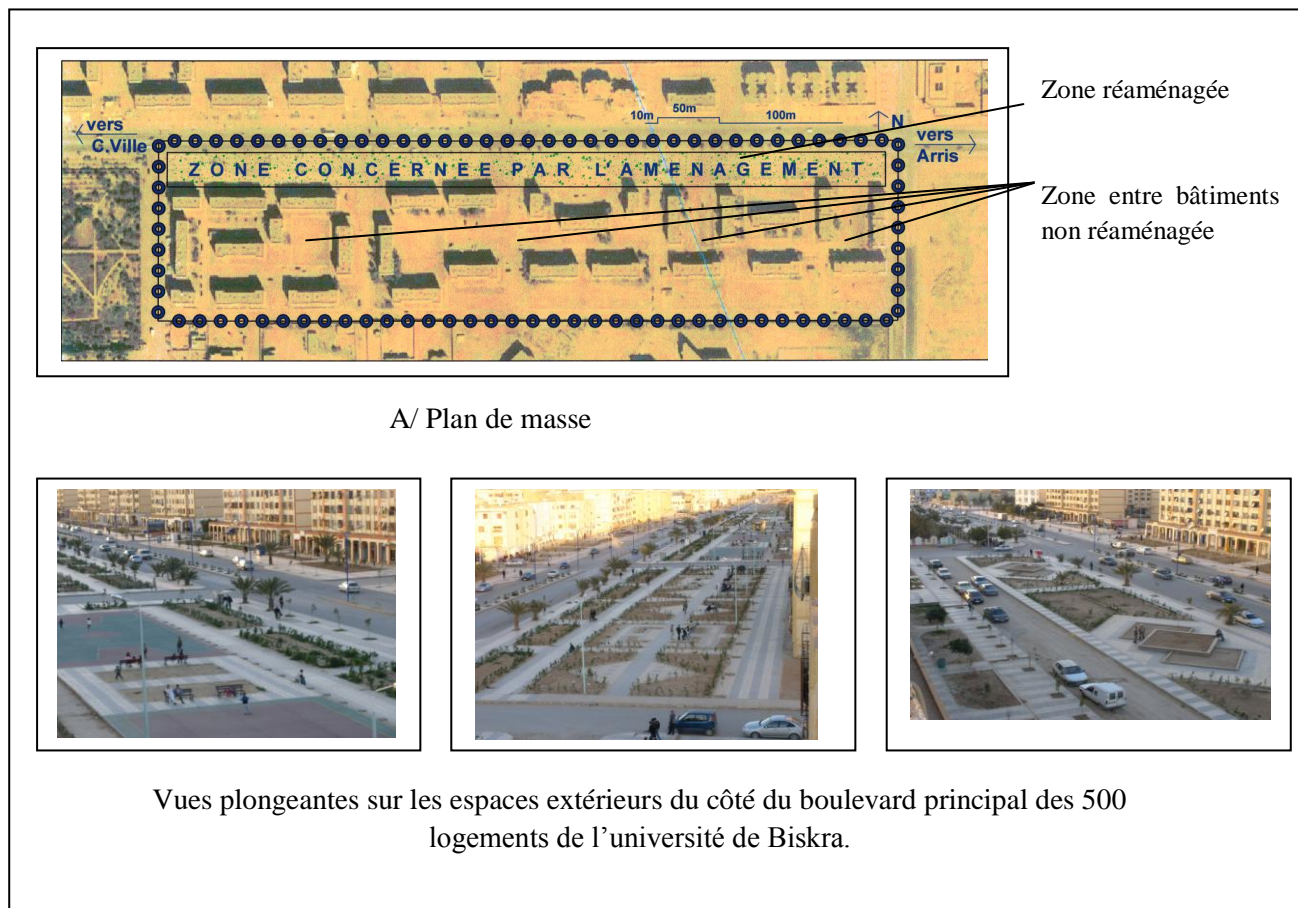 Zone réaménagée
50m
10m
100m
N
vers
C.Ville
vers
Arris
ZONE CONCERNEE PAR L'AMENAGEMENT
Zone entre bâtiments
non réaménagée
A/ Plan de masse
Vues plongeantes sur les espaces extérieurs du côté du boulevard principal des 500
logements de l’université de Biskra.